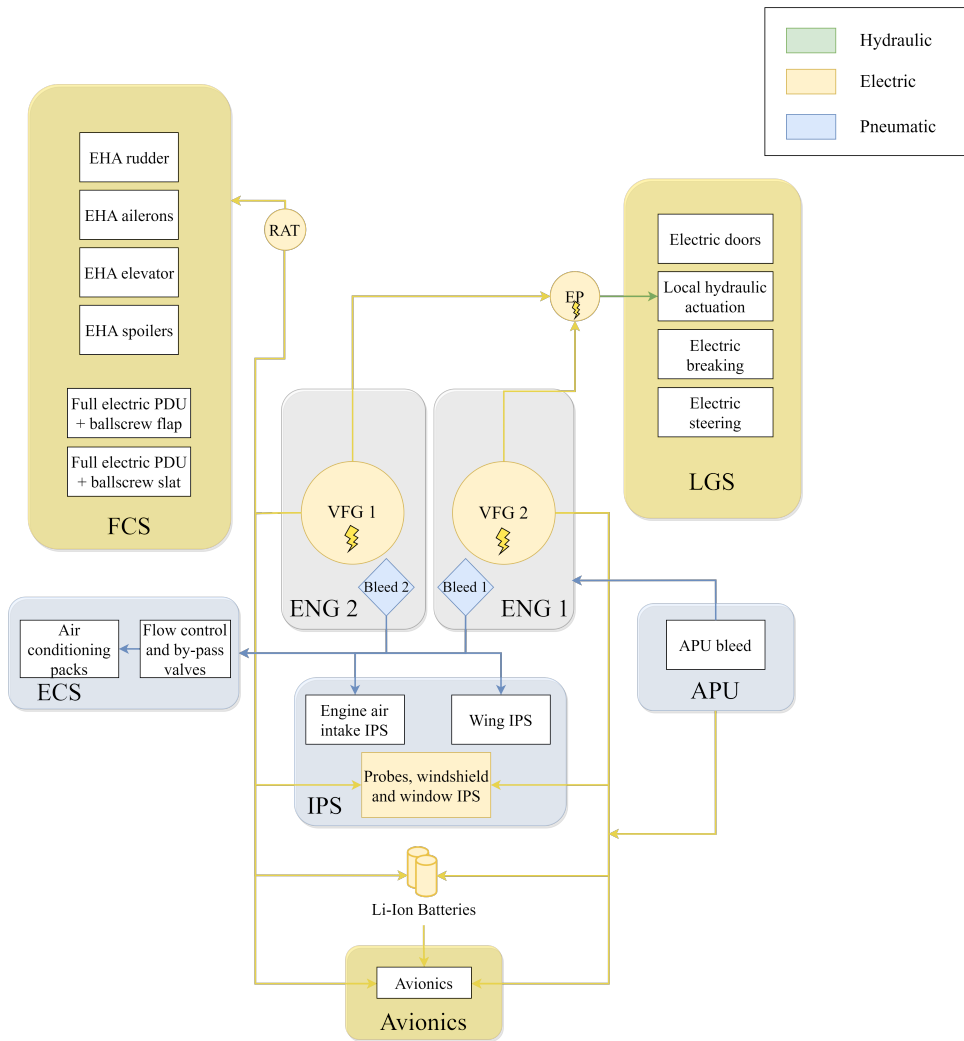 Hydraulic
Electric
Pneumatic
EHA rudder
EHA ailerons
EHA elevator
EHA spoilers
Full electric PDU
+ ballscrew flap
Full electric PDU
+ ballscrew slat
FCS
RAT
EP
Electric doors
Local hydraulic
actuation
Electric
breaking
Electric
steering
LGS
VFG 1
Bleed 2
ENG 2
VFG 2
Bleed 1
ENG 1
Air
conditioning
packs
Flow control
and by-pass
valves
ECS
APU bleed
APU
Engine air
intake IPS
Wing IPS
Probes, windshield
and window IPS
IPS
Li-Ion Batteries
Avionics
Avionics